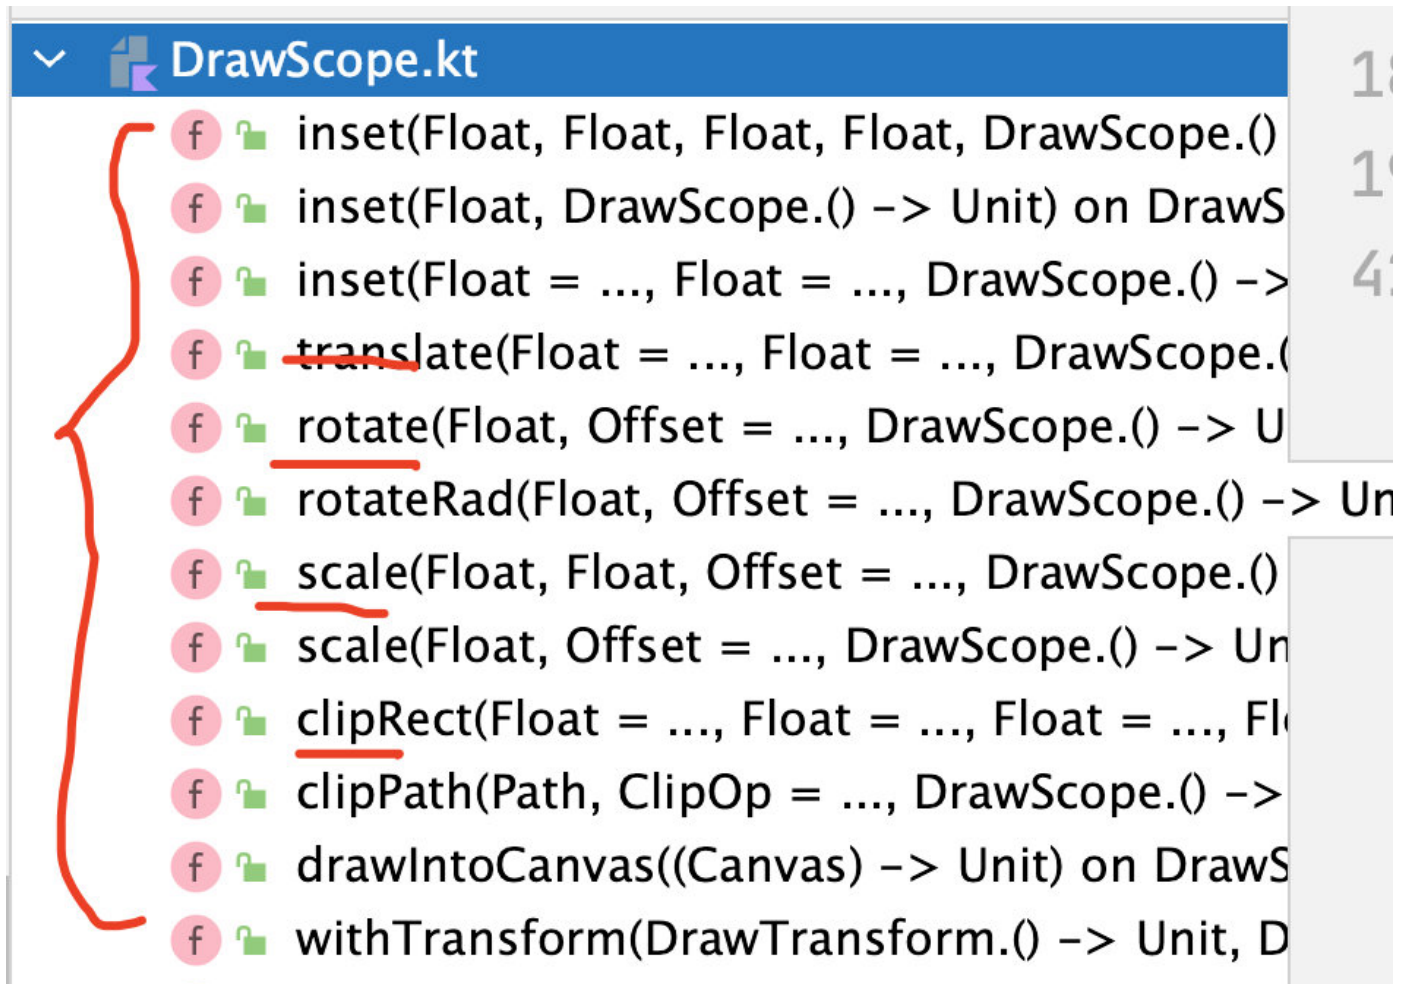 DrawScope.kt
18
f inset(Float, Float, Float, Float, DrawScope.()
f inset(Float, DrawScope.() -> Unit) on DrawS
19
f inset(Float = ..., Float = ..., DrawScope.() ->
42
f translate(Float = ..., Float = ..., DrawScope.(
f rotate(Float, Offset = ..., DrawScope.() -> U
f rotateRad(Float, Offset = ..., DrawScope.() -> Un
f scale(Float, Float, Offset = ..., DrawScope.()
f scale(Float, Offset = ..., DrawScope.() -> Un
f clipRect(Float = ..., Float = ..., Float = ..., Fl
f clipPath(Path, ClipOp = ..., DrawScope.() ->
f drawIntoCanvas((Canvas) -> Unit) on DrawS
f withTransform(DrawTransform.() -> Unit, D